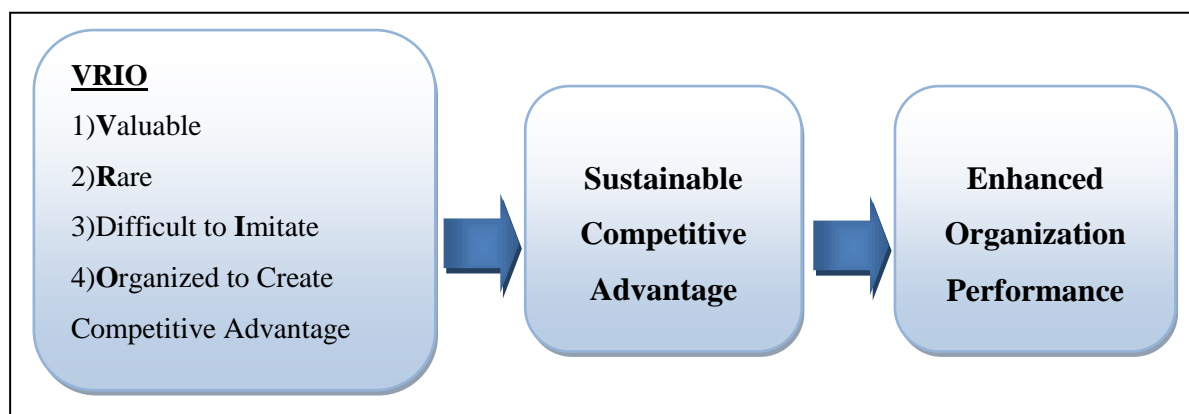 VRIO
1)Valuable
2)Rare
3)Difficult to Imitate
4)Organized to Create
Competitive Advantage
Sustainable
Competitive
Advantage
Enhanced
Organization
Performance